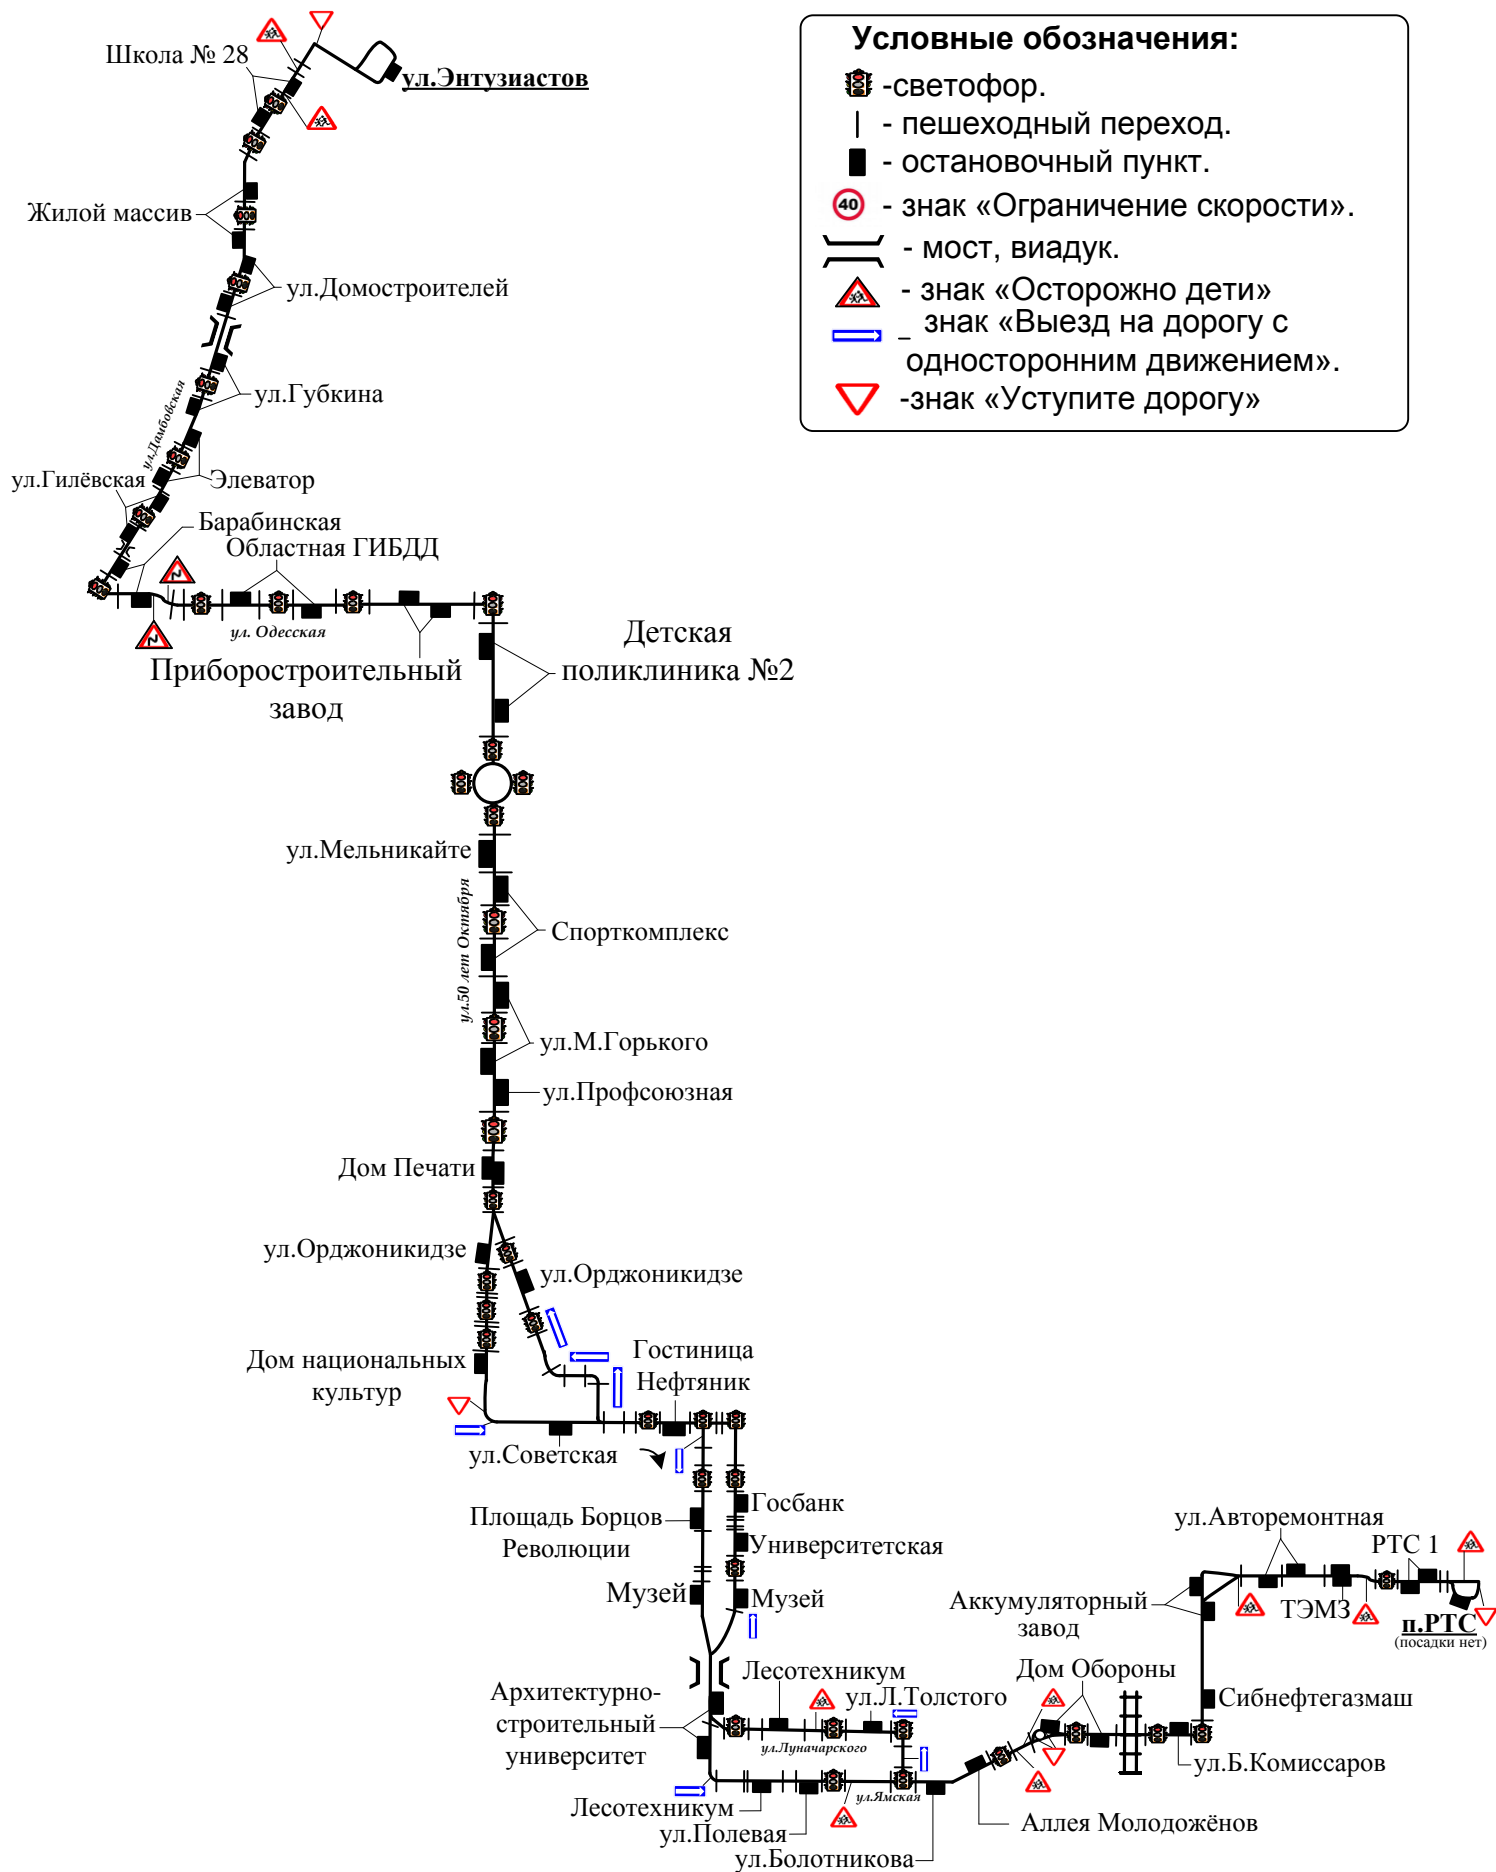 Условные обозначения:
-светофор.
- пешеходный переход.
- остановочный пункт.
40 - знак «Ограничение скорости».
- мост, виадук.
- знак «Осторожно дети»
_ знак «Выезд на дорогу с
односторонним движением».
-знак «Уступите дорогу»
Школа № 28
ул.Энтузиастов
Жилой массив
ул.Домостроителей
ул.Губкина
ул.Дамбовская
ул.Гилёвская
Элеватор
Барабинская
Областная ГИБДД
ул. Одесская
Приборостроительный
завод
Детская
поликлиника №2
ул.Мельникайте
ул.50 лет Октября
Спорткомплекс
ул.М.Горького
ул.Профсоюзная
Дом Печати
ул.Орджоникидзе
ул.Орджоникидзе
Дом национальных
культур
Гостиница
Нефтяник
ул.Советская
Площадь Борцов
Революции
Госбанк
Университетская
Музей
Музей
ул.Авторемонтная
РТС 1
Аккумуляторный
завод
ТЭМЗ
п.РТС
(посадки нет)
Архитектурно-
строительный
университет
Лесотехникум
ул.Л.Толстого
Дом Обороны
Сибнефтегазмаш
ул.Луначарского
ул.Б.Комиссаров
Лесотехникум
ул.Ямская
ул.Полевая
Аллея Молодожёнов
ул.Болотникова